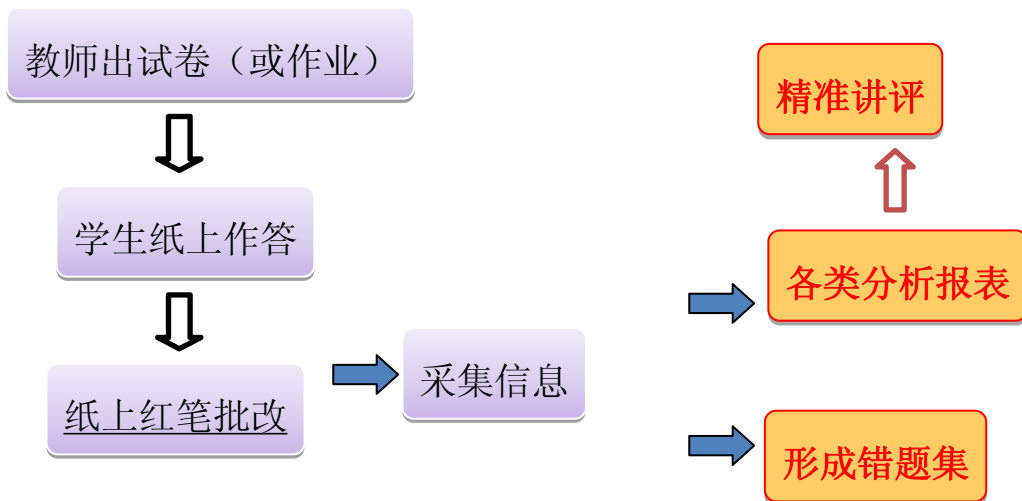 教师出试卷（或作业）
学生纸上作答
纸上红笔批改
采集信息
精准讲评
各类分析报表
形成错题集